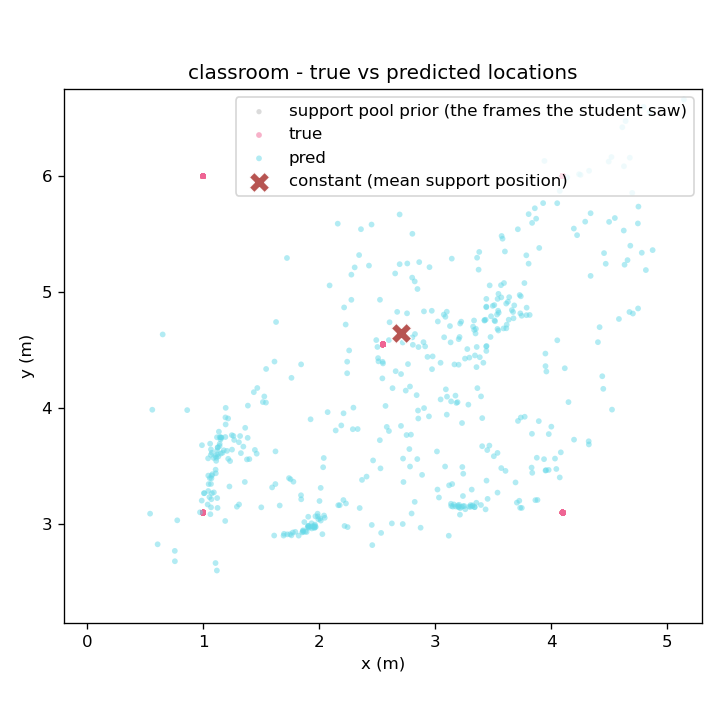 classroom - true vs predicted locations
support pool prior (the frames the student saw)
true
pred
constant (mean support position)
6
5
4
3
y (m)
0 1 2 3 4 5
x (m)